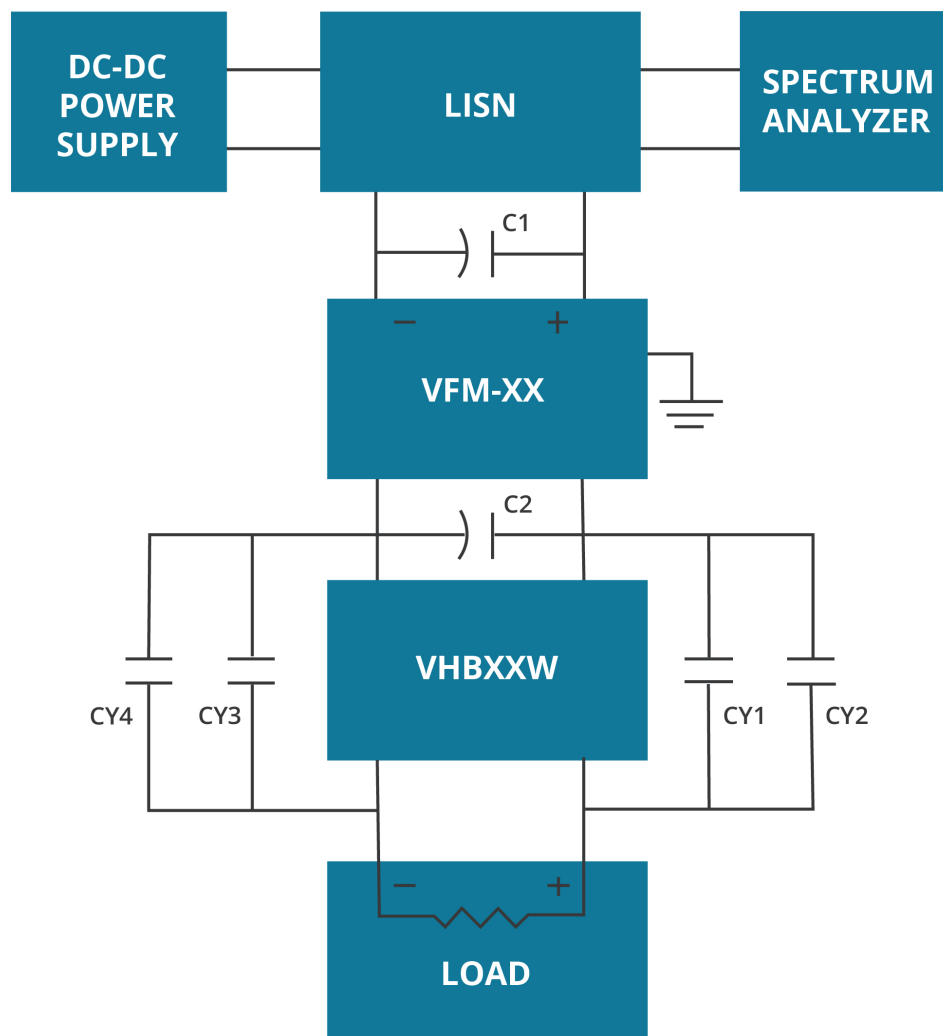 DC-DC
POWER
SUPPLY
LISN
SPECTRUM
ANALYZER
C1
− +
VFM-XX
C2
VHBXXW
CY4
CY3
CY1
CY2
− +
LOAD